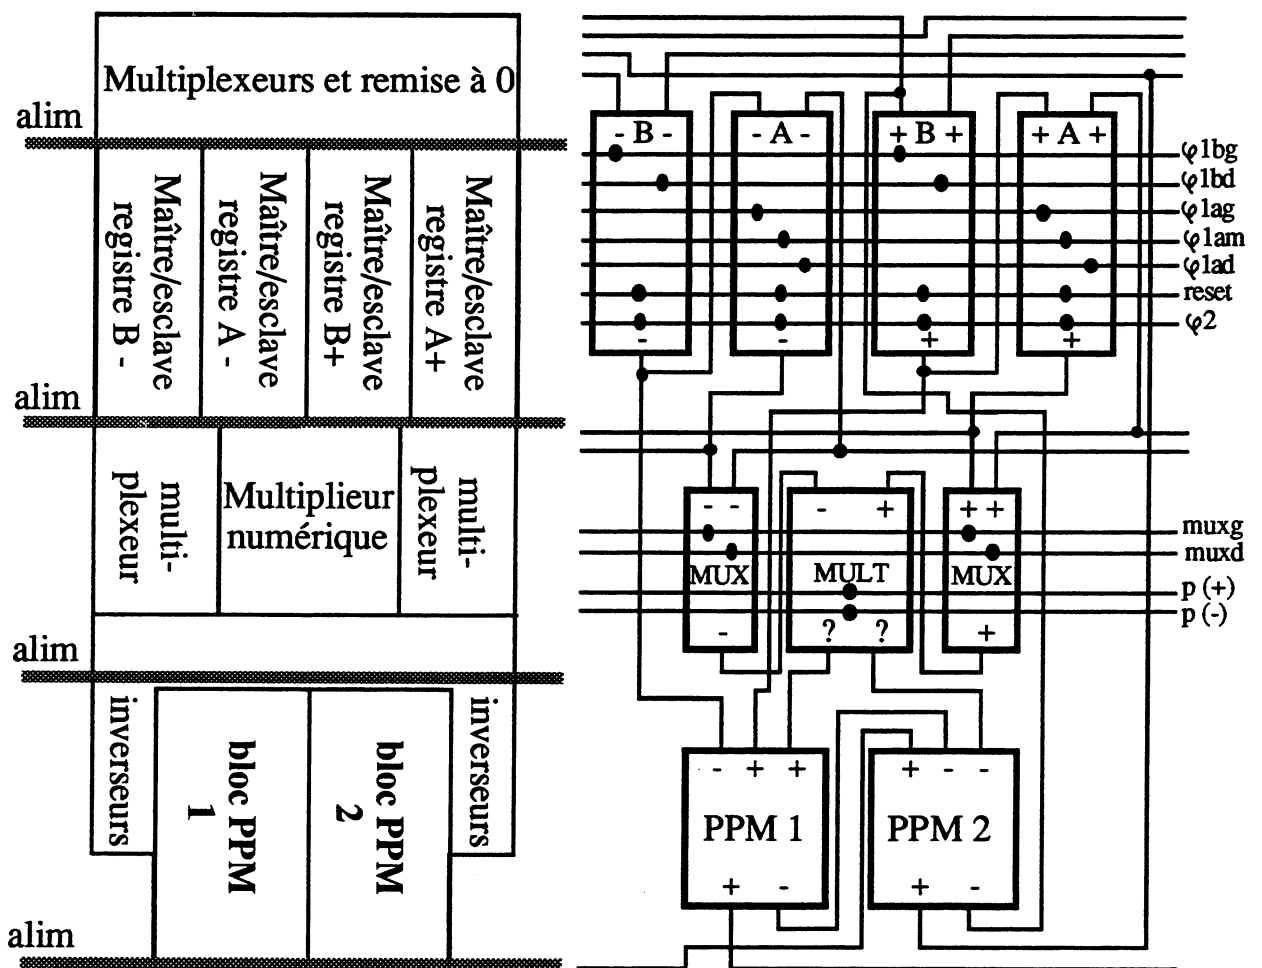 Multiplexeurs et remise à 0
alim
Maître/esclave
registre B -
Maître/esclave
registre A -
Maître/esclave
registre B+
Maître/esclave
registre A+
alim
multi-
plexeur
Multiplieur
numérique
multi-
plexeur
alim
inverseurs
bloc PPM
1
bloc PPM
2
inverseurs
alim
- B -
- A -
+ B +
+ A +
φ1bg
φ1bd
φ1ag
φ1am
φ1ad
reset
φ2
- - + +
- - - + + +
muxg
muxd
MUX MULT MUX
p (+)
p (-)
- ? ? +
- + + + - -
PPM 1 PPM 2
+ - + -